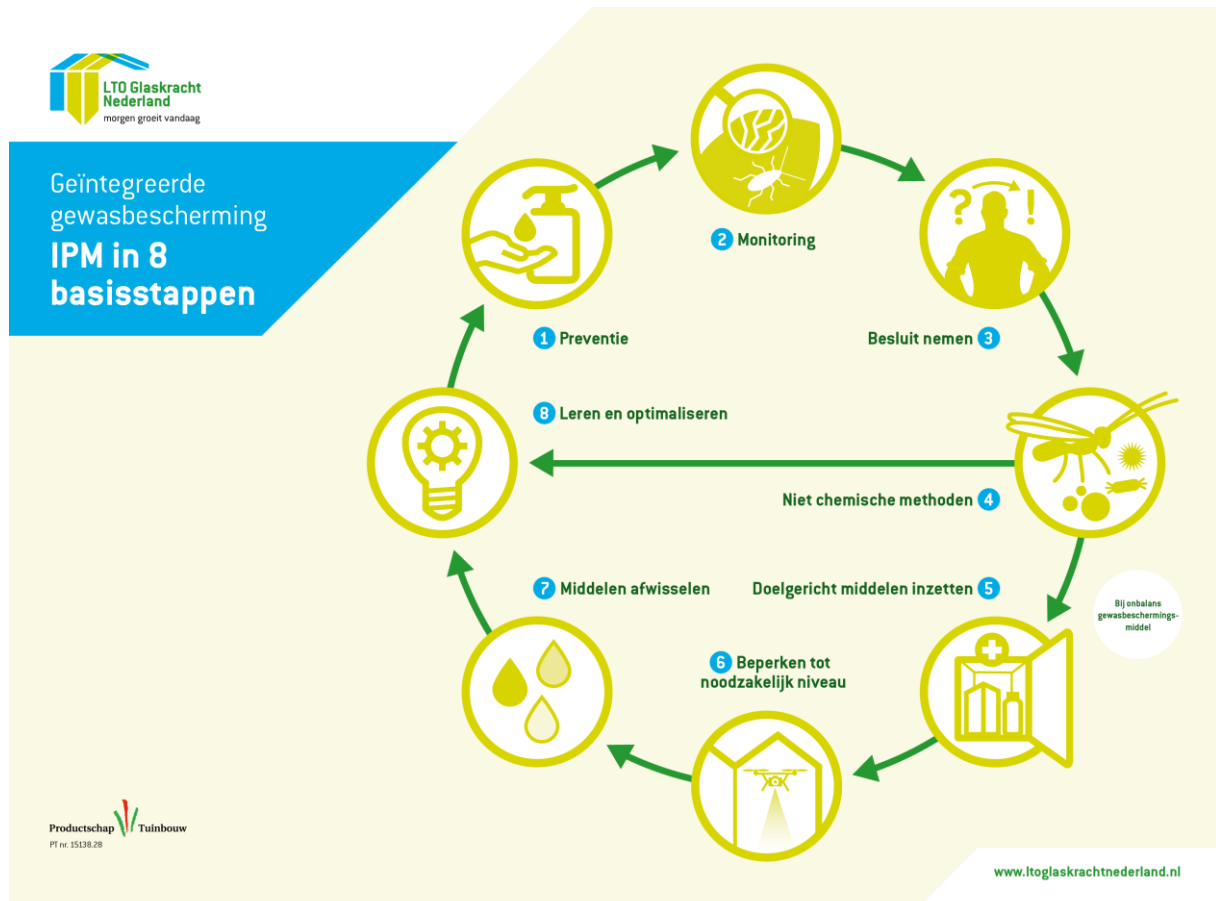 LTO Glaskracht
Nederland
morgen groeit vandaag
Geïntegreerde
gewasbescherming
IPM in 8
basisstappen
1 Preventie
2 Monitoring
Besluit nemen 3
Niet chemische methoden 4
Bij onbalans
gewasbeschermings-
middel
Doelgericht middelen inzetten 5
6 Beperken tot
noodzakelijk niveau
7 Middelen afwisselen
8 Leren en optimaliseren
? !
Productschap Tuinbouw
PT nr. 15138.28
www.ltoglaskrachtnederland.nl